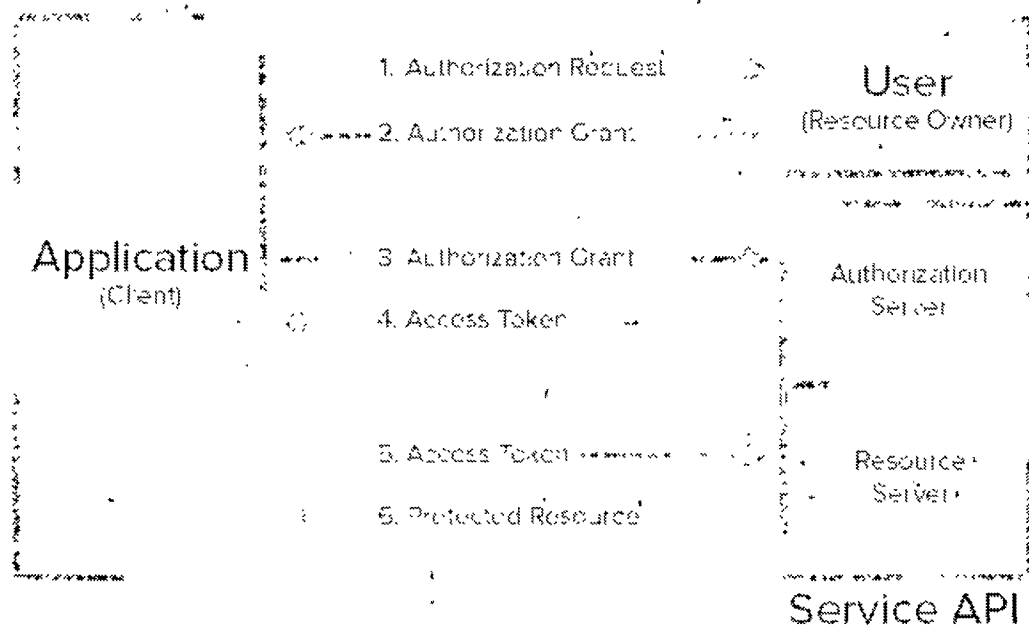 1. Authorization Request
User
(Resource Owner)
2. Authorization Grant
Application
(Client)
3. Authorization Grant
Authorization
Server
4. Access Token
5. Access Token
Resource
Server
6. Protected Resource
Service API